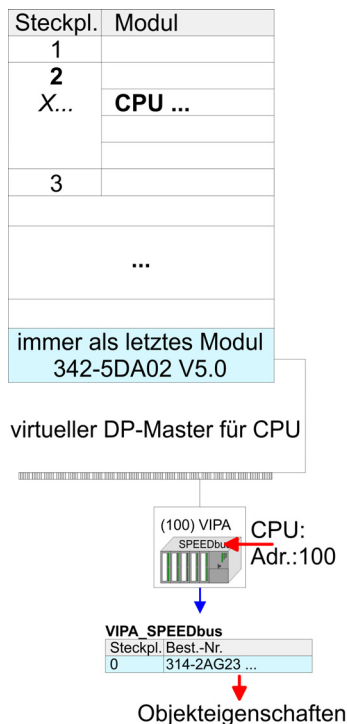 Steckpl. Modul
1
2
X... CPU ...
3
...
immer als letztes Modul
342-5DA02 V5.0
virtueller DP-Master für CPU
(100) VIPA
SPEEDbus
CPU:
Adr.:100
VIPA_SPEEDbus
Steckpl. Best.-Nr.
0 314-2AG23 ...
Objekteigenschaften